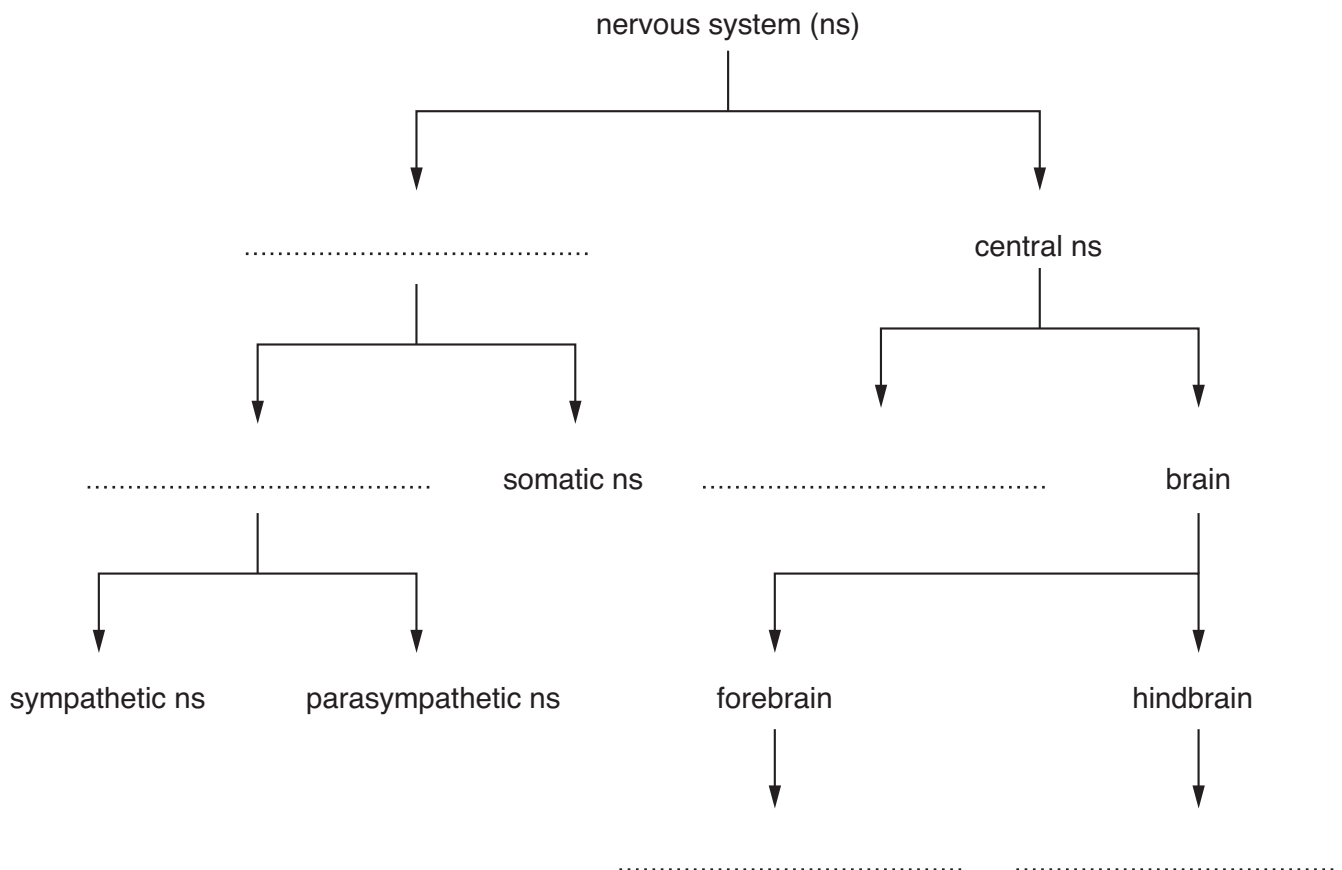 nervous system (ns)
central ns
somatic ns
brain
sympathetic ns
parasympathetic ns
forebrain
hindbrain